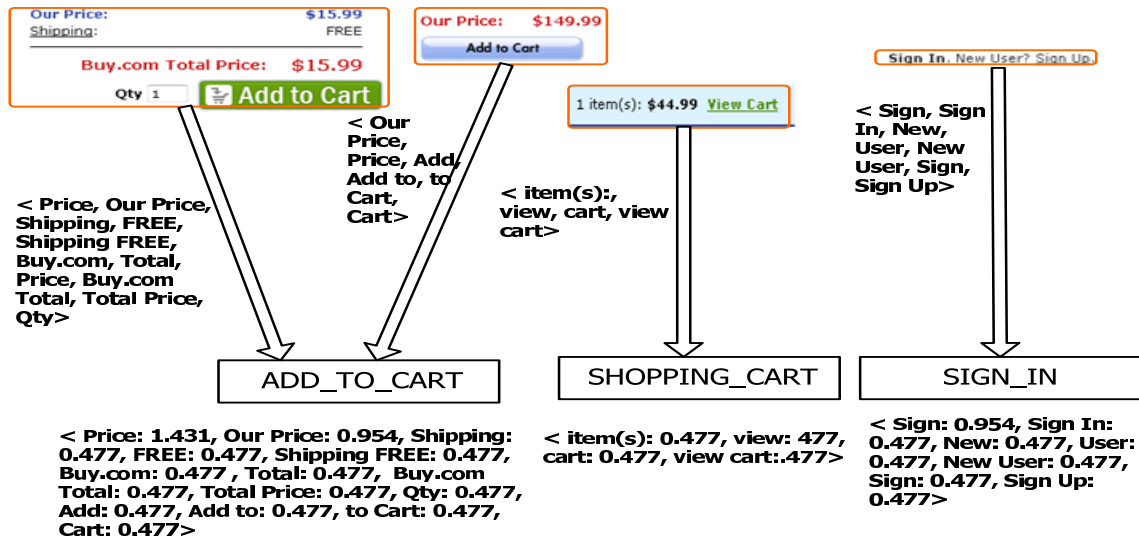 Our Price: $15.99
Shipping: FREE
Buy.com Total Price: $15.99
Qty 1 Add to Cart
Our Price: $149.99
Add to Cart
1 item(s): $44.99 View Cart
Sign In. New User? Sign Up.
< Price, Our Price,
Shipping, FREE,
Shipping FREE,
Buy.com, Total,
Price, Buy.com
Total, Total Price,
Qty>
< Our
Price,
Price, Add,
Add to, to
Cart,
Cart>
< item(s):,
view, cart, view
cart>
< Sign, Sign
In, New,
User, New
User, Sign,
Sign Up>
ADD_TO_CART
SHOPPING_CART
SIGN_IN
< Price: 1.431, Our Price: 0.954, Shipping:
0.477, FREE: 0.477, Shipping FREE: 0.477,
Buy.com: 0.477 , Total: 0.477, Buy.com
Total: 0.477, Total Price: 0.477, Qty: 0.477,
Add: 0.477, Add to: 0.477, to Cart: 0.477,
Cart: 0.477>
< item(s): 0.477, view: 477,
cart: 0.477, view cart:.477>
< Sign: 0.954, Sign In:
0.477, New: 0.477, User:
0.477, New User: 0.477,
Sign: 0.477, Sign Up:
0.477>